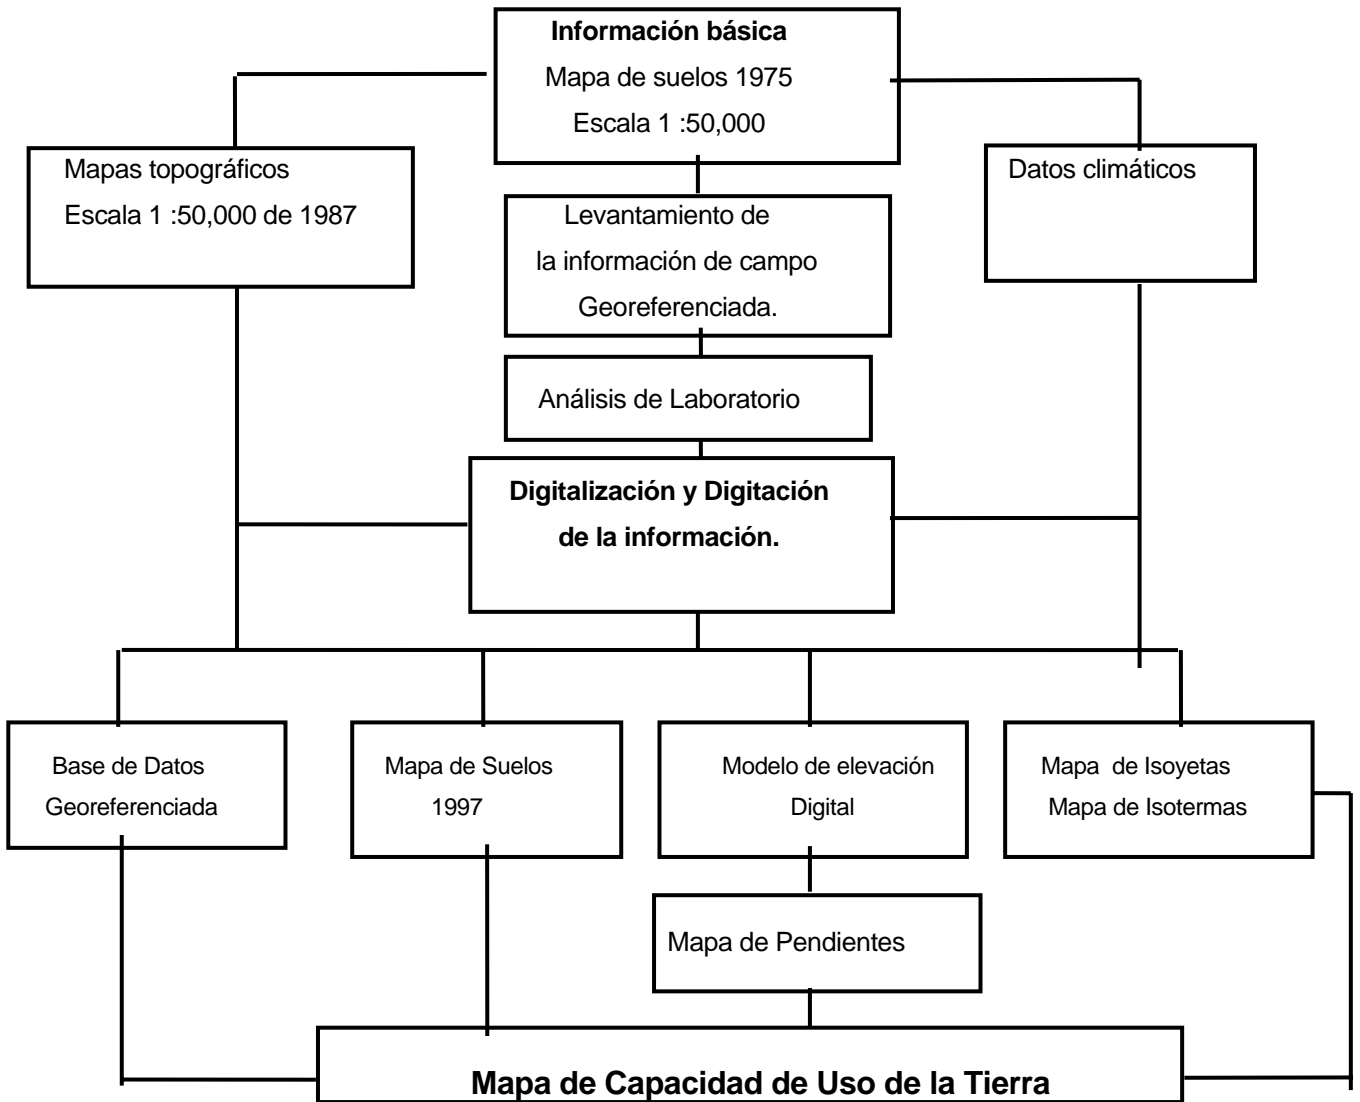 Información básica
Mapa de suelos 1975
Escala 1 :50,000
Mapas topográficos
Escala 1 :50,000 de 1987
Datos climáticos
Levantamiento de
la información de campo
Georeferenciada.
Análisis de Laboratorio
Digitalización y Digitación
de la información.
Base de Datos
Georeferenciada
Mapa de Suelos
1997
Modelo de elevación
Digital
Mapa  de Isoyetas
Mapa de Isotermas
Mapa de Pendientes
Mapa de Capacidad de Uso de la Tierra